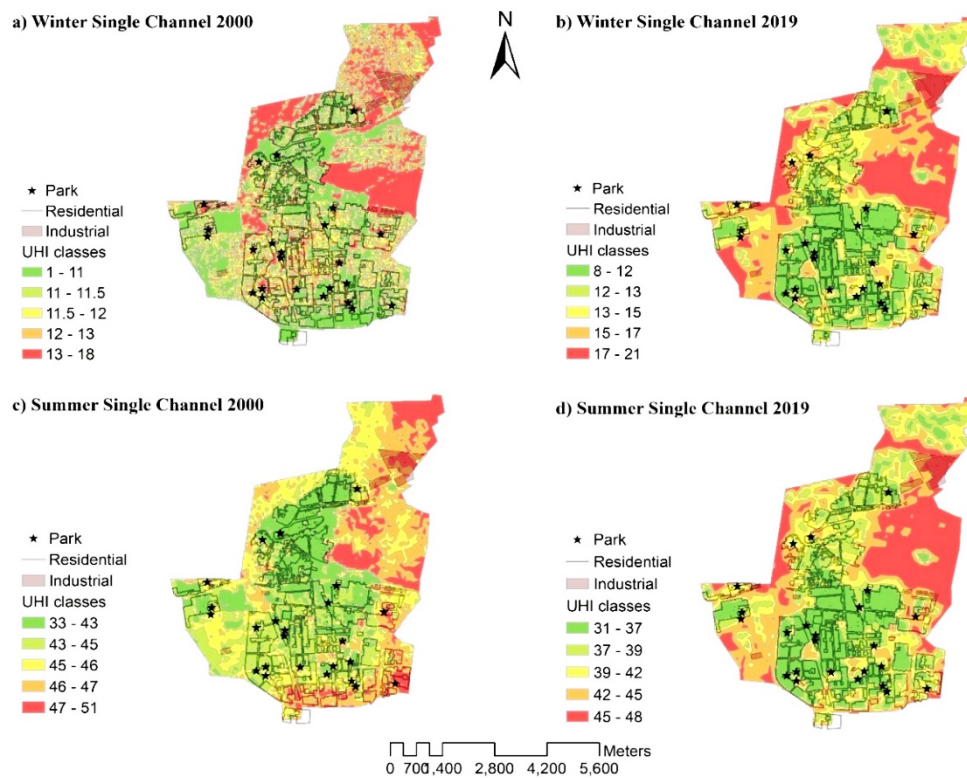 a) Winter Single Channel 2000
Park
Residential
Industrial
UHI classes
1 - 11
11 - 11.5
11.5 - 12
12 - 13
13 - 18
N
b) Winter Single Channel 2019
Park
Residential
Industrial
UHI classes
8 - 12
12 - 13
13 - 15
15 - 17
17 - 21
c) Summer Single Channel 2000
Park
Residential
Industrial
UHI classes
33 - 43
43 - 45
45 - 46
46 - 47
47 - 51
d) Summer Single Channel 2019
Park
Residential
Industrial
UHI classes
31 - 37
37 - 39
39 - 42
42 - 45
45 - 48
Meters
0 700 1,400 2,800 4,200 5,600